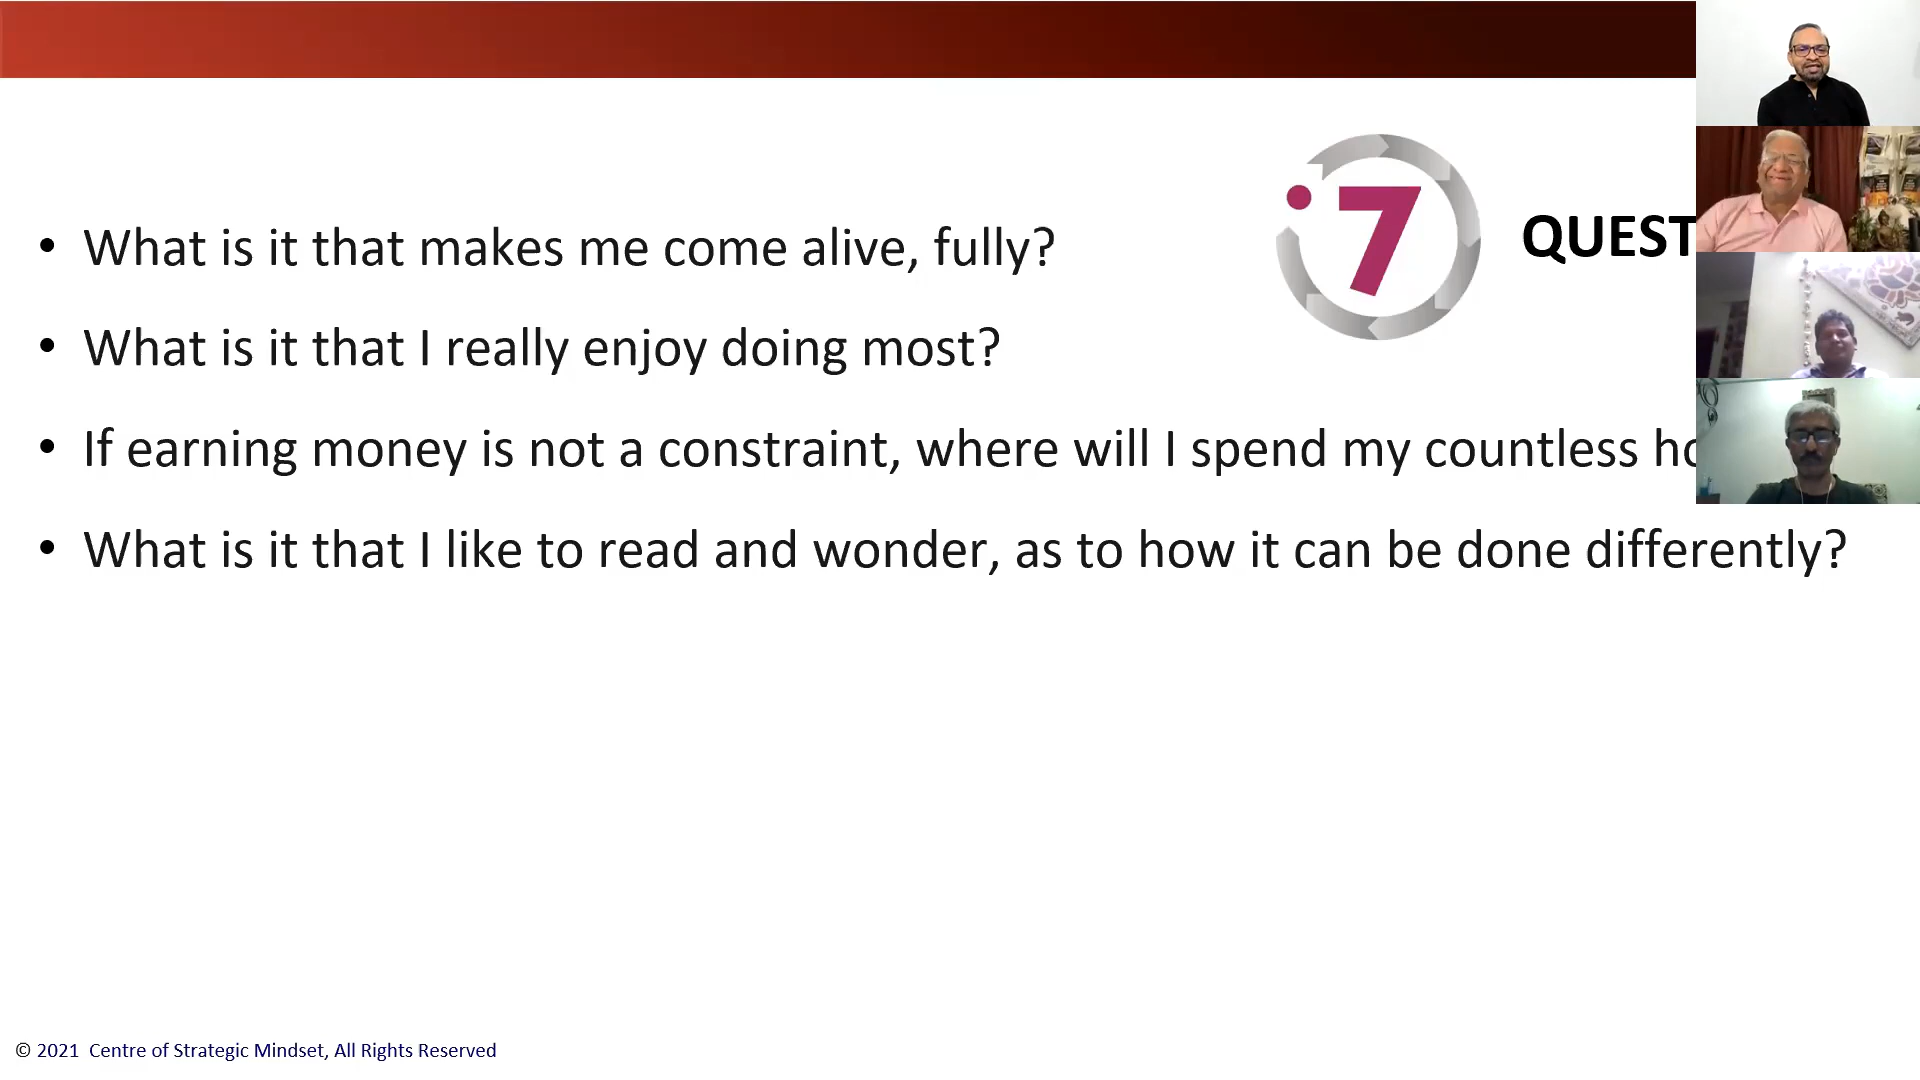 7
QUEST
• What is it that makes me come alive, fully?
• What is it that I really enjoy doing most?
• If earning money is not a constraint, where will I spend my countless
• What is it that I like to read and wonder, as to how it can be done differently?
© 2021 Centre of Strategic Mindset, All Rights Reserved